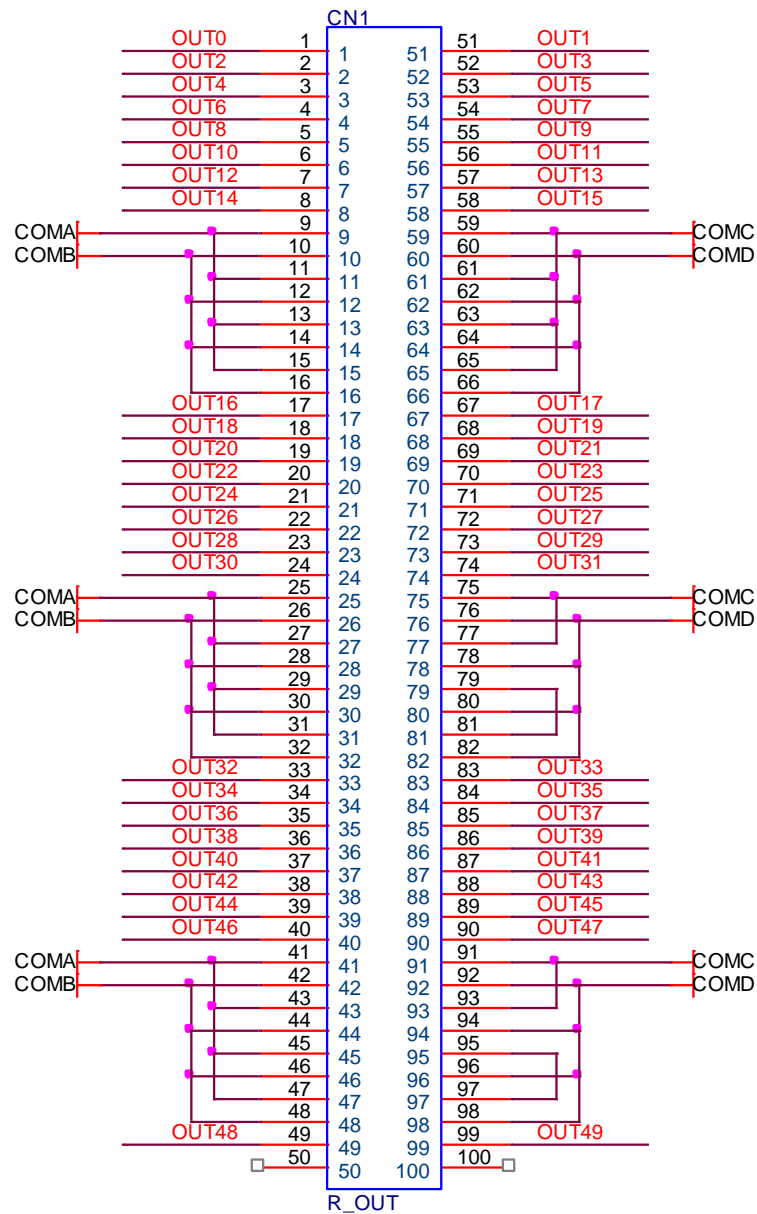 CN1
OUT0 1 1 51 51 OUT1
OUT2 2 2 52 52 OUT3
OUT4 3 3 53 53 OUT5
OUT6 4 4 54 54 OUT7
OUT8 5 5 55 55 OUT9
OUT10 6 6 56 56 OUT11
OUT12 7 7 57 57 OUT13
OUT14 8 8 58 58 OUT15
COMA 9 9 59 59 COMC
COMB 10 10 60 60 COMD
11 11 61 61
12 12 62 62
13 13 63 63
14 14 64 64
15 15 65 65
16 16 66 66
OUT16 17 17 67 67 OUT17
OUT18 18 18 68 68 OUT19
OUT20 19 19 69 69 OUT21
OUT22 20 20 70 70 OUT23
OUT24 21 21 71 71 OUT25
OUT26 22 22 72 72 OUT27
OUT28 23 23 73 73 OUT29
OUT30 24 24 74 74 OUT31
COMA 25 25 75 75 COMC
COMB 26 26 76 76 COMD
27 27 77 77
28 28 78 78
29 29 79 79
30 30 80 80
31 31 81 81
32 32 82 82
OUT32 33 33 83 83 OUT33
OUT34 34 34 84 84 OUT35
OUT36 35 35 85 85 OUT37
OUT38 36 36 86 86 OUT39
OUT40 37 37 87 87 OUT41
OUT42 38 38 88 88 OUT43
OUT44 39 39 89 89 OUT45
OUT46 40 40 90 90 OUT47
COMA 41 41 91 91 COMC
COMB 42 42 92 92 COMD
43 43 93 93
44 44 94 94
45 45 95 95
46 46 96 96
47 47 97 97
48 48 98 98
OUT48 49 49 99 99 OUT49
50 50 100 100
R_OUT